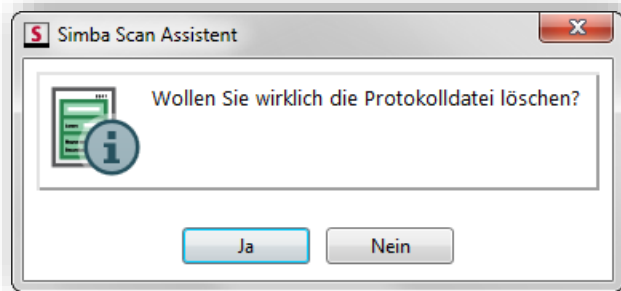 S Simba Scan Assistent
Wollen Sie wirklich die Protokolldatei löschen?
Ja Nein